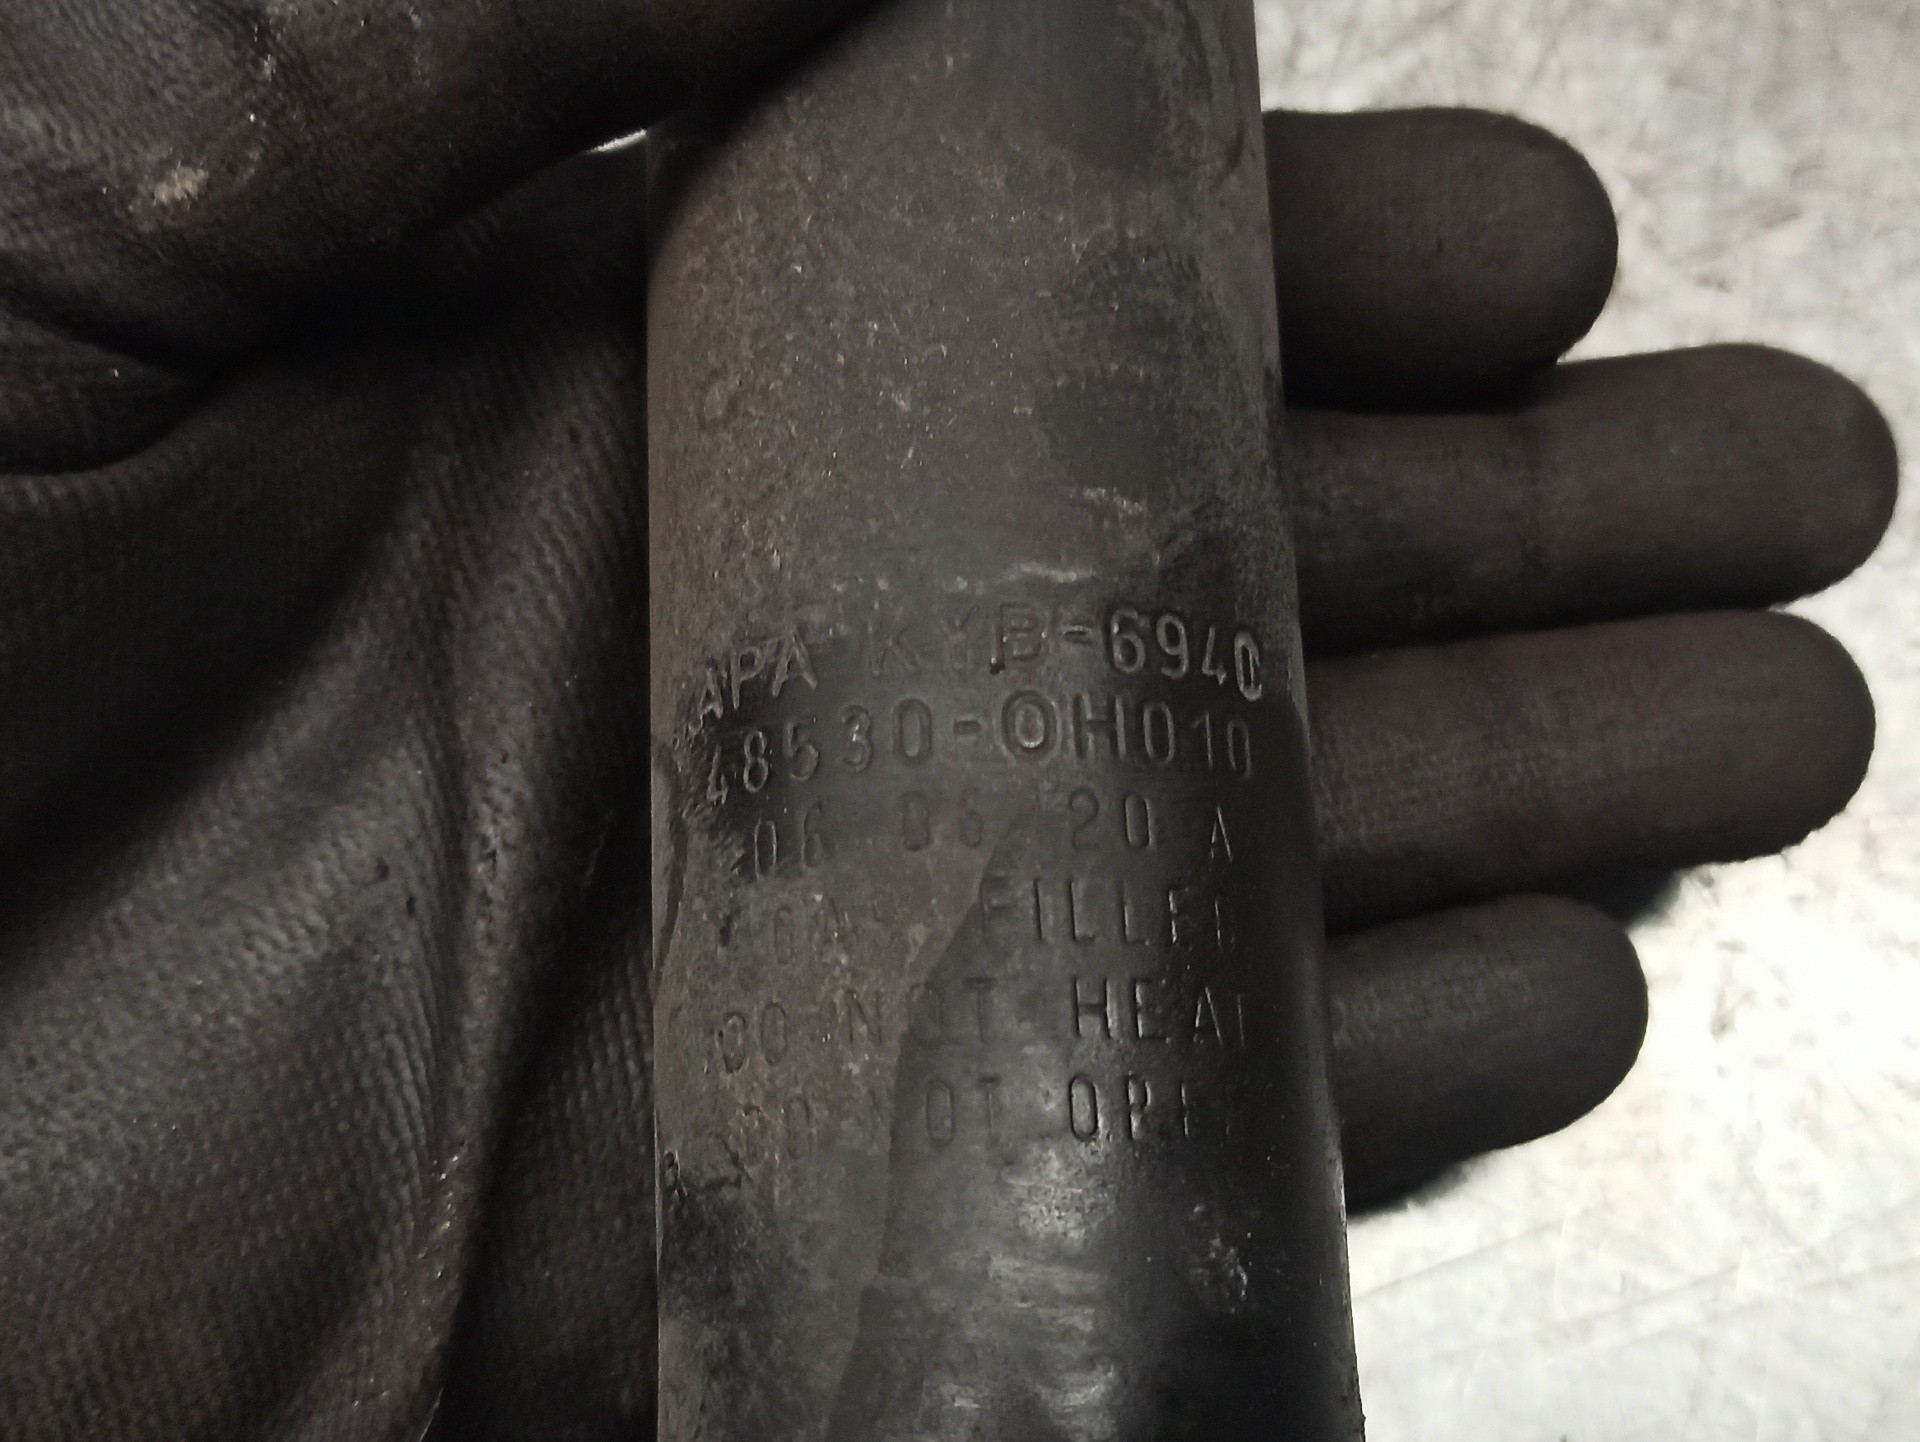 APA KYB-6940
48530-0H010
06 06 20 A
GAS FILLED
DO NOT HEAT
DO NOT OPEN